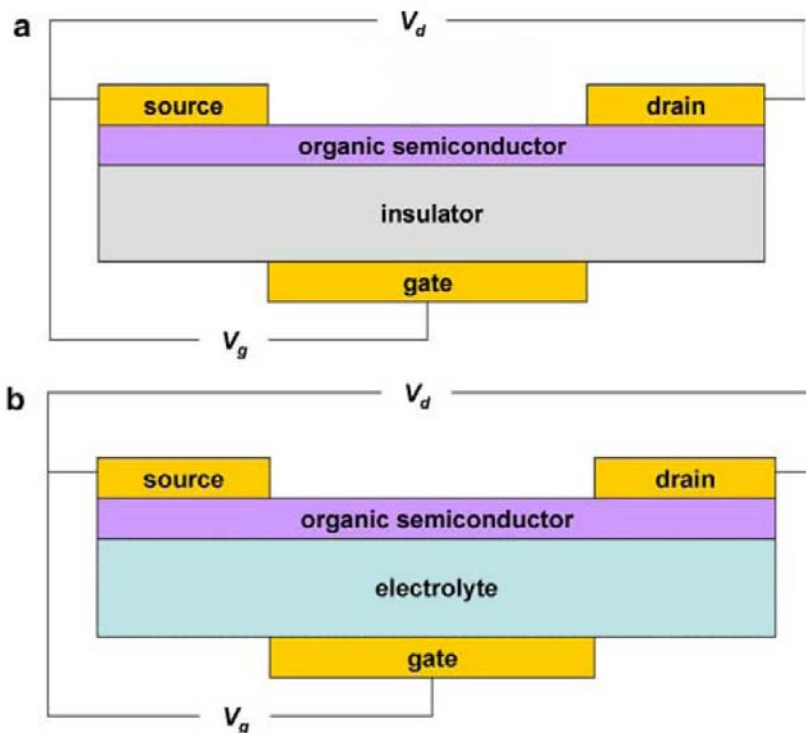 a
V_d
source
drain
organic semiconductor
insulator
gate
V_g
b
V_d
source
drain
organic semiconductor
electrolyte
gate
V_g